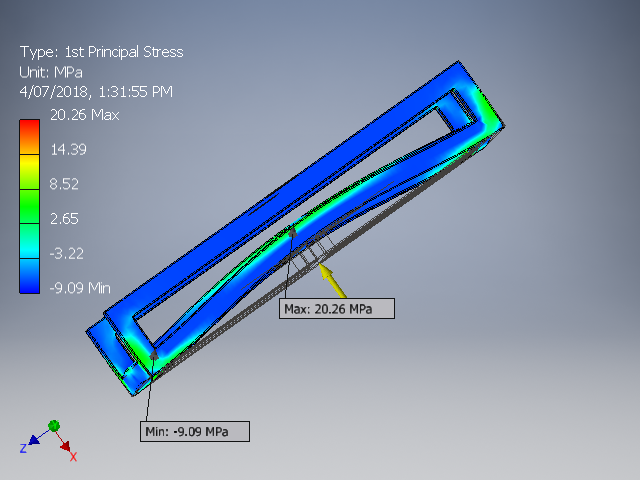 Type: 1st Principal Stress
Unit: MPa
4/07/2018, 1:31:55 PM
20.26 Max
14.39
8.52
2.65
-3.22
-9.09 Min
Max: 20.26 MPa
Min: -9.09 MPa
Z
X